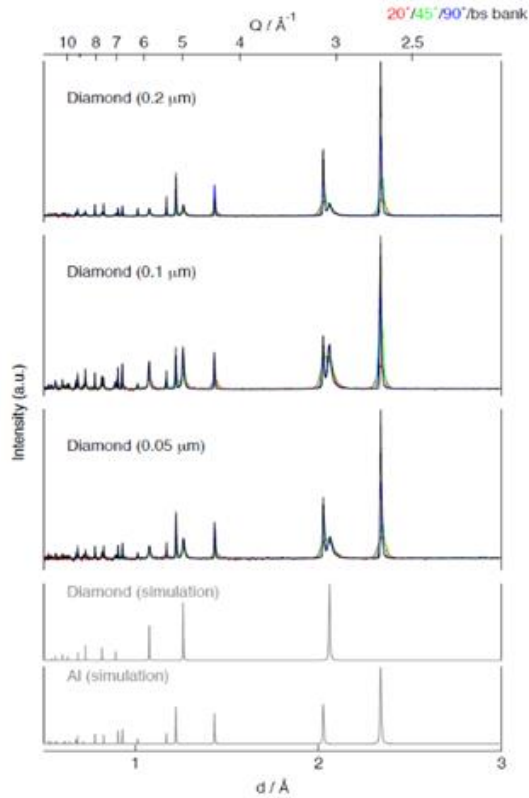 20°/45°/90°/bs bank
Q / Å⁻¹
10 8 7 6 5 4 3 2.5
Diamond (0.2 μm)
Diamond (0.1 μm)
Intensity (a.u.)
Diamond (0.05 μm)
Diamond (simulation)
Al (simulation)
1 2 3
d / Å